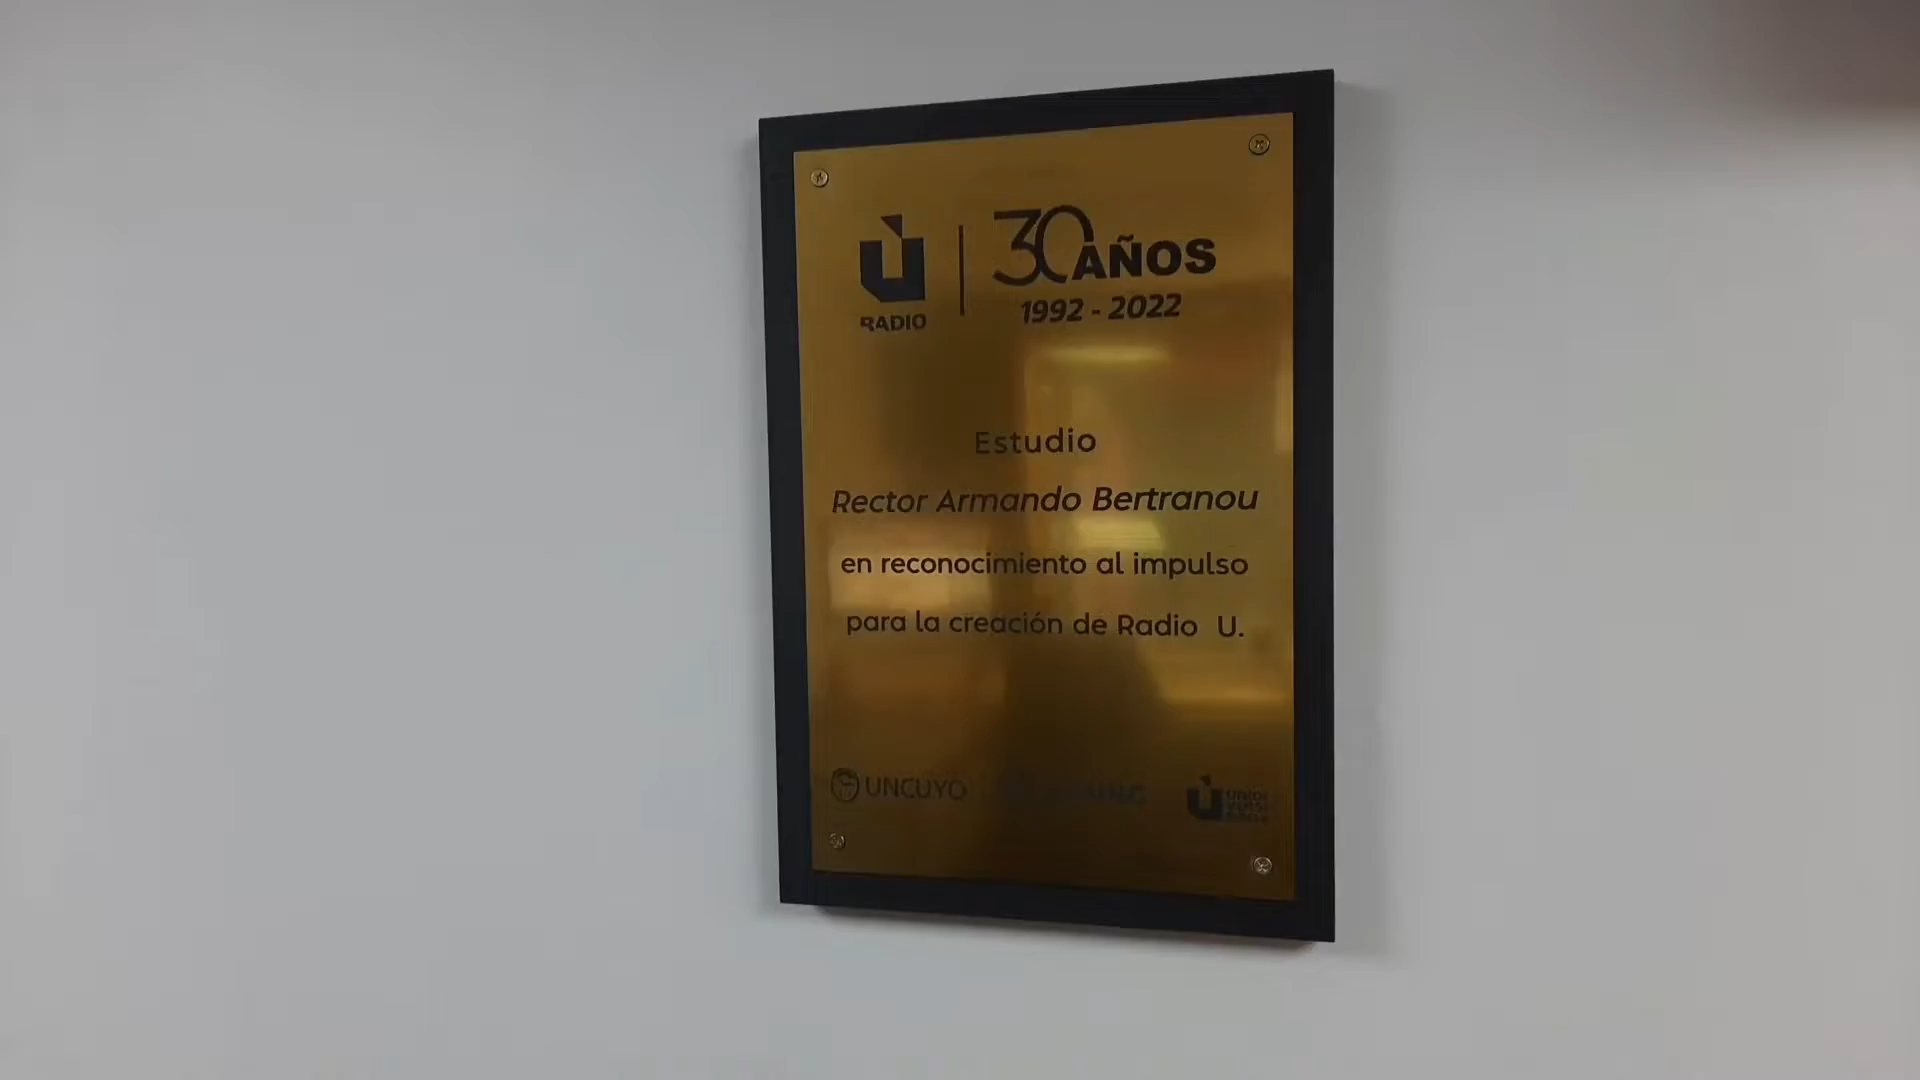 Ù
RADIO
30 AÑOS
1992 - 2022
Estudio
Rector Armando Bertranou
en reconocimiento al impulso
para la creación de Radio U.
UNCUYO
Ù